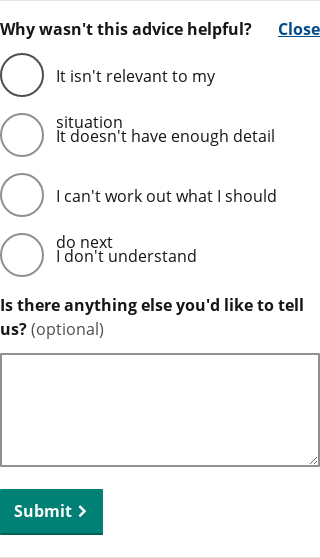 Why wasn't this advice helpful? Close
It isn't relevant to my
situation
It doesn't have enough detail
I can't work out what I should
do next
I don't understand
Is there anything else you'd like to tell
us? (optional)
Submit